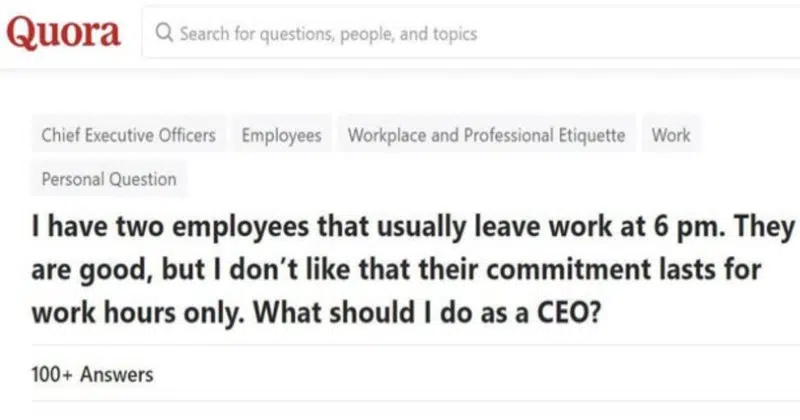 Quora
Search for questions, people, and topics
Chief Executive Officers Employees Workplace and Professional Etiquette Work
Personal Question
I have two employees that usually leave work at 6 pm. They
are good, but I don’t like that their commitment lasts for
work hours only. What should I do as a CEO?
100+ Answers